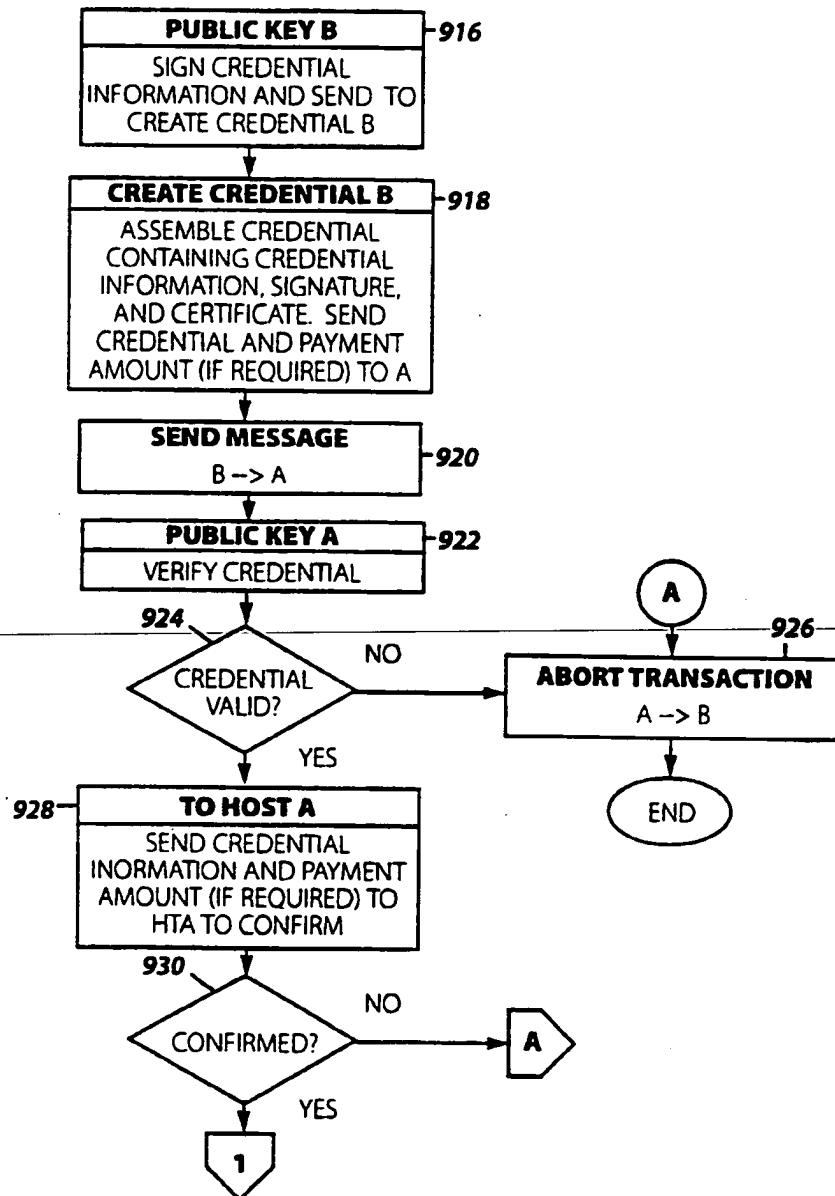 PUBLIC KEY B
916
SIGN CREDENTIAL
INFORMATION AND SEND TO
CREATE CREDENTIAL B
CREATE CREDENTIAL B
918
ASSEMBLE CREDENTIAL
CONTAINING CREDENTIAL
INFORMATION, SIGNATURE,
AND CERTIFICATE. SEND
CREDENTIAL AND PAYMENT
AMOUNT (IF REQUIRED) TO A
SEND MESSAGE
920
B --> A
PUBLIC KEY A
922
VERIFY CREDENTIAL
A
924
926
CREDENTIAL
VALID?
NO
YES
ABORT TRANSACTION
A --> B
END
928
TO HOST A
SEND CREDENTIAL
INORMATION AND PAYMENT
AMOUNT (IF REQUIRED) TO
HTA TO CONFIRM
930
CONFIRMED?
NO
A
YES
1